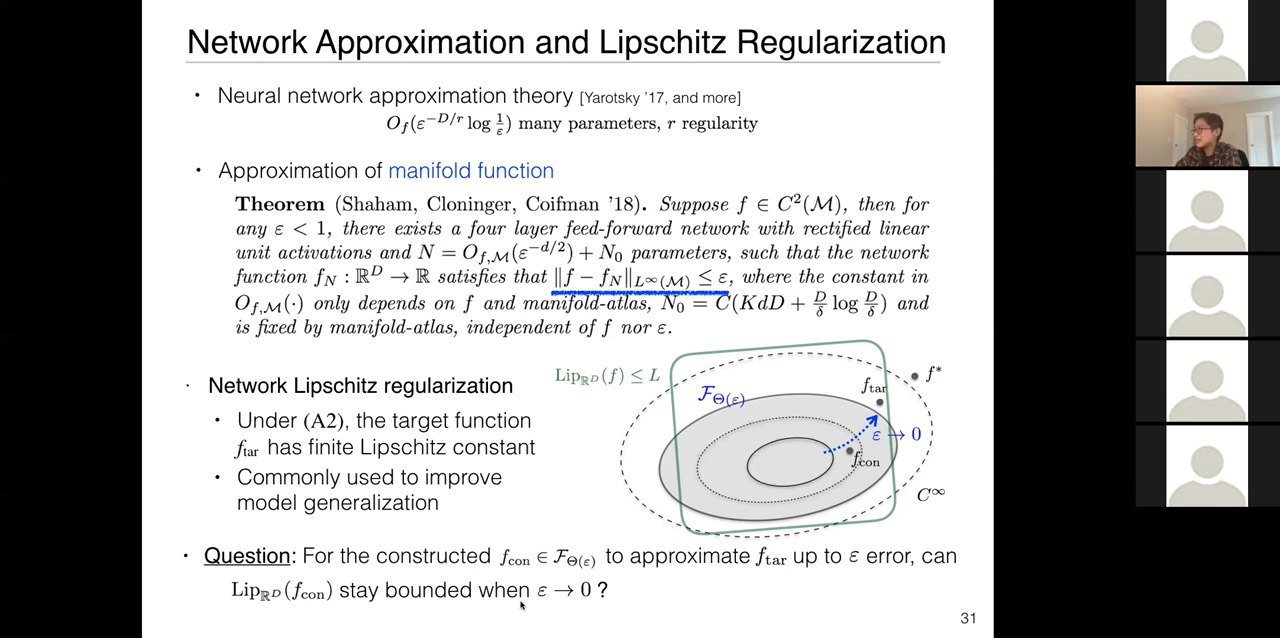 Network Approximation and Lipschitz Regularization
• Neural network approximation theory [Yarotsky '17, and more]
O_f(ε^{-D/r} log 1/ε) many parameters, r regularity
• Approximation of manifold function
Theorem (Shaham, Cloninger, Coifman '18). Suppose f ∈ C²(ℳ), then for
any ε < 1, there exists a four layer feed-forward network with rectified linear
unit activations and N = O_{f,ℳ}(ε^{-d/2}) + N₀ parameters, such that the network
function f_N : ℝ^D → ℝ satisfies that ‖f − f_N‖_{L^∞(ℳ)} ≤ ε, where the constant in
O_{f,ℳ}(·) only depends on f and manifold-atlas, N₀ = C(KdD + D/δ log D/δ) and
is fixed by manifold-atlas, independent of f nor ε.
Lip_{ℝ^D}(f) ≤ L
f*
f_tar
ℱ_{Θ(ε)}
ε → 0
f_con
C^∞
• Network Lipschitz regularization
• Under (A2), the target function
f_tar has finite Lipschitz constant
• Commonly used to improve
model generalization
• Question: For the constructed f_con ∈ ℱ_{Θ(ε)} to approximate f_tar up to ε error, can
Lip_{ℝ^D}(f_con) stay bounded when ε → 0 ?
31